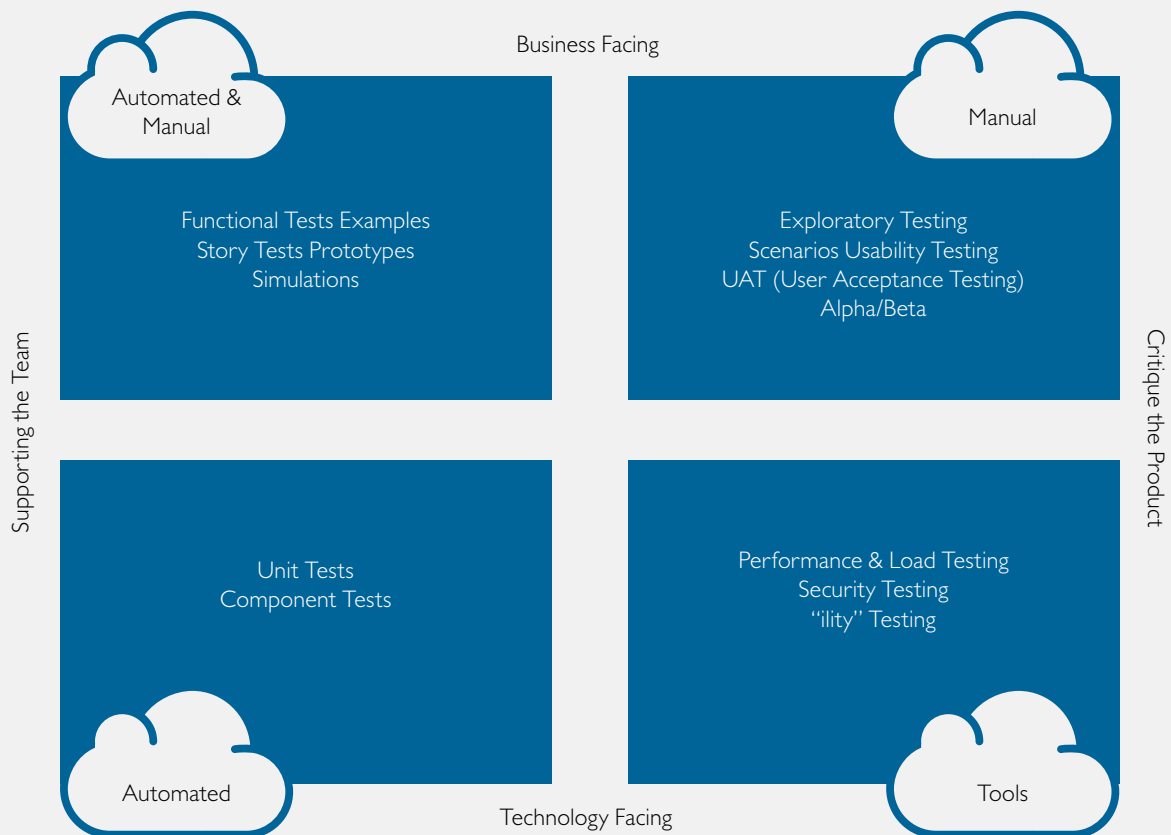 Business Facing
Automated &
Manual
Manual
Functional Tests Examples
Story Tests Prototypes
Simulations
Exploratory Testing
Scenarios Usability Testing
UAT (User Acceptance Testing)
Alpha/Beta
Supporting the Team
Critique the Product
Unit Tests
Component Tests
Performance & Load Testing
Security Testing
“ility” Testing
Automated
Tools
Technology Facing